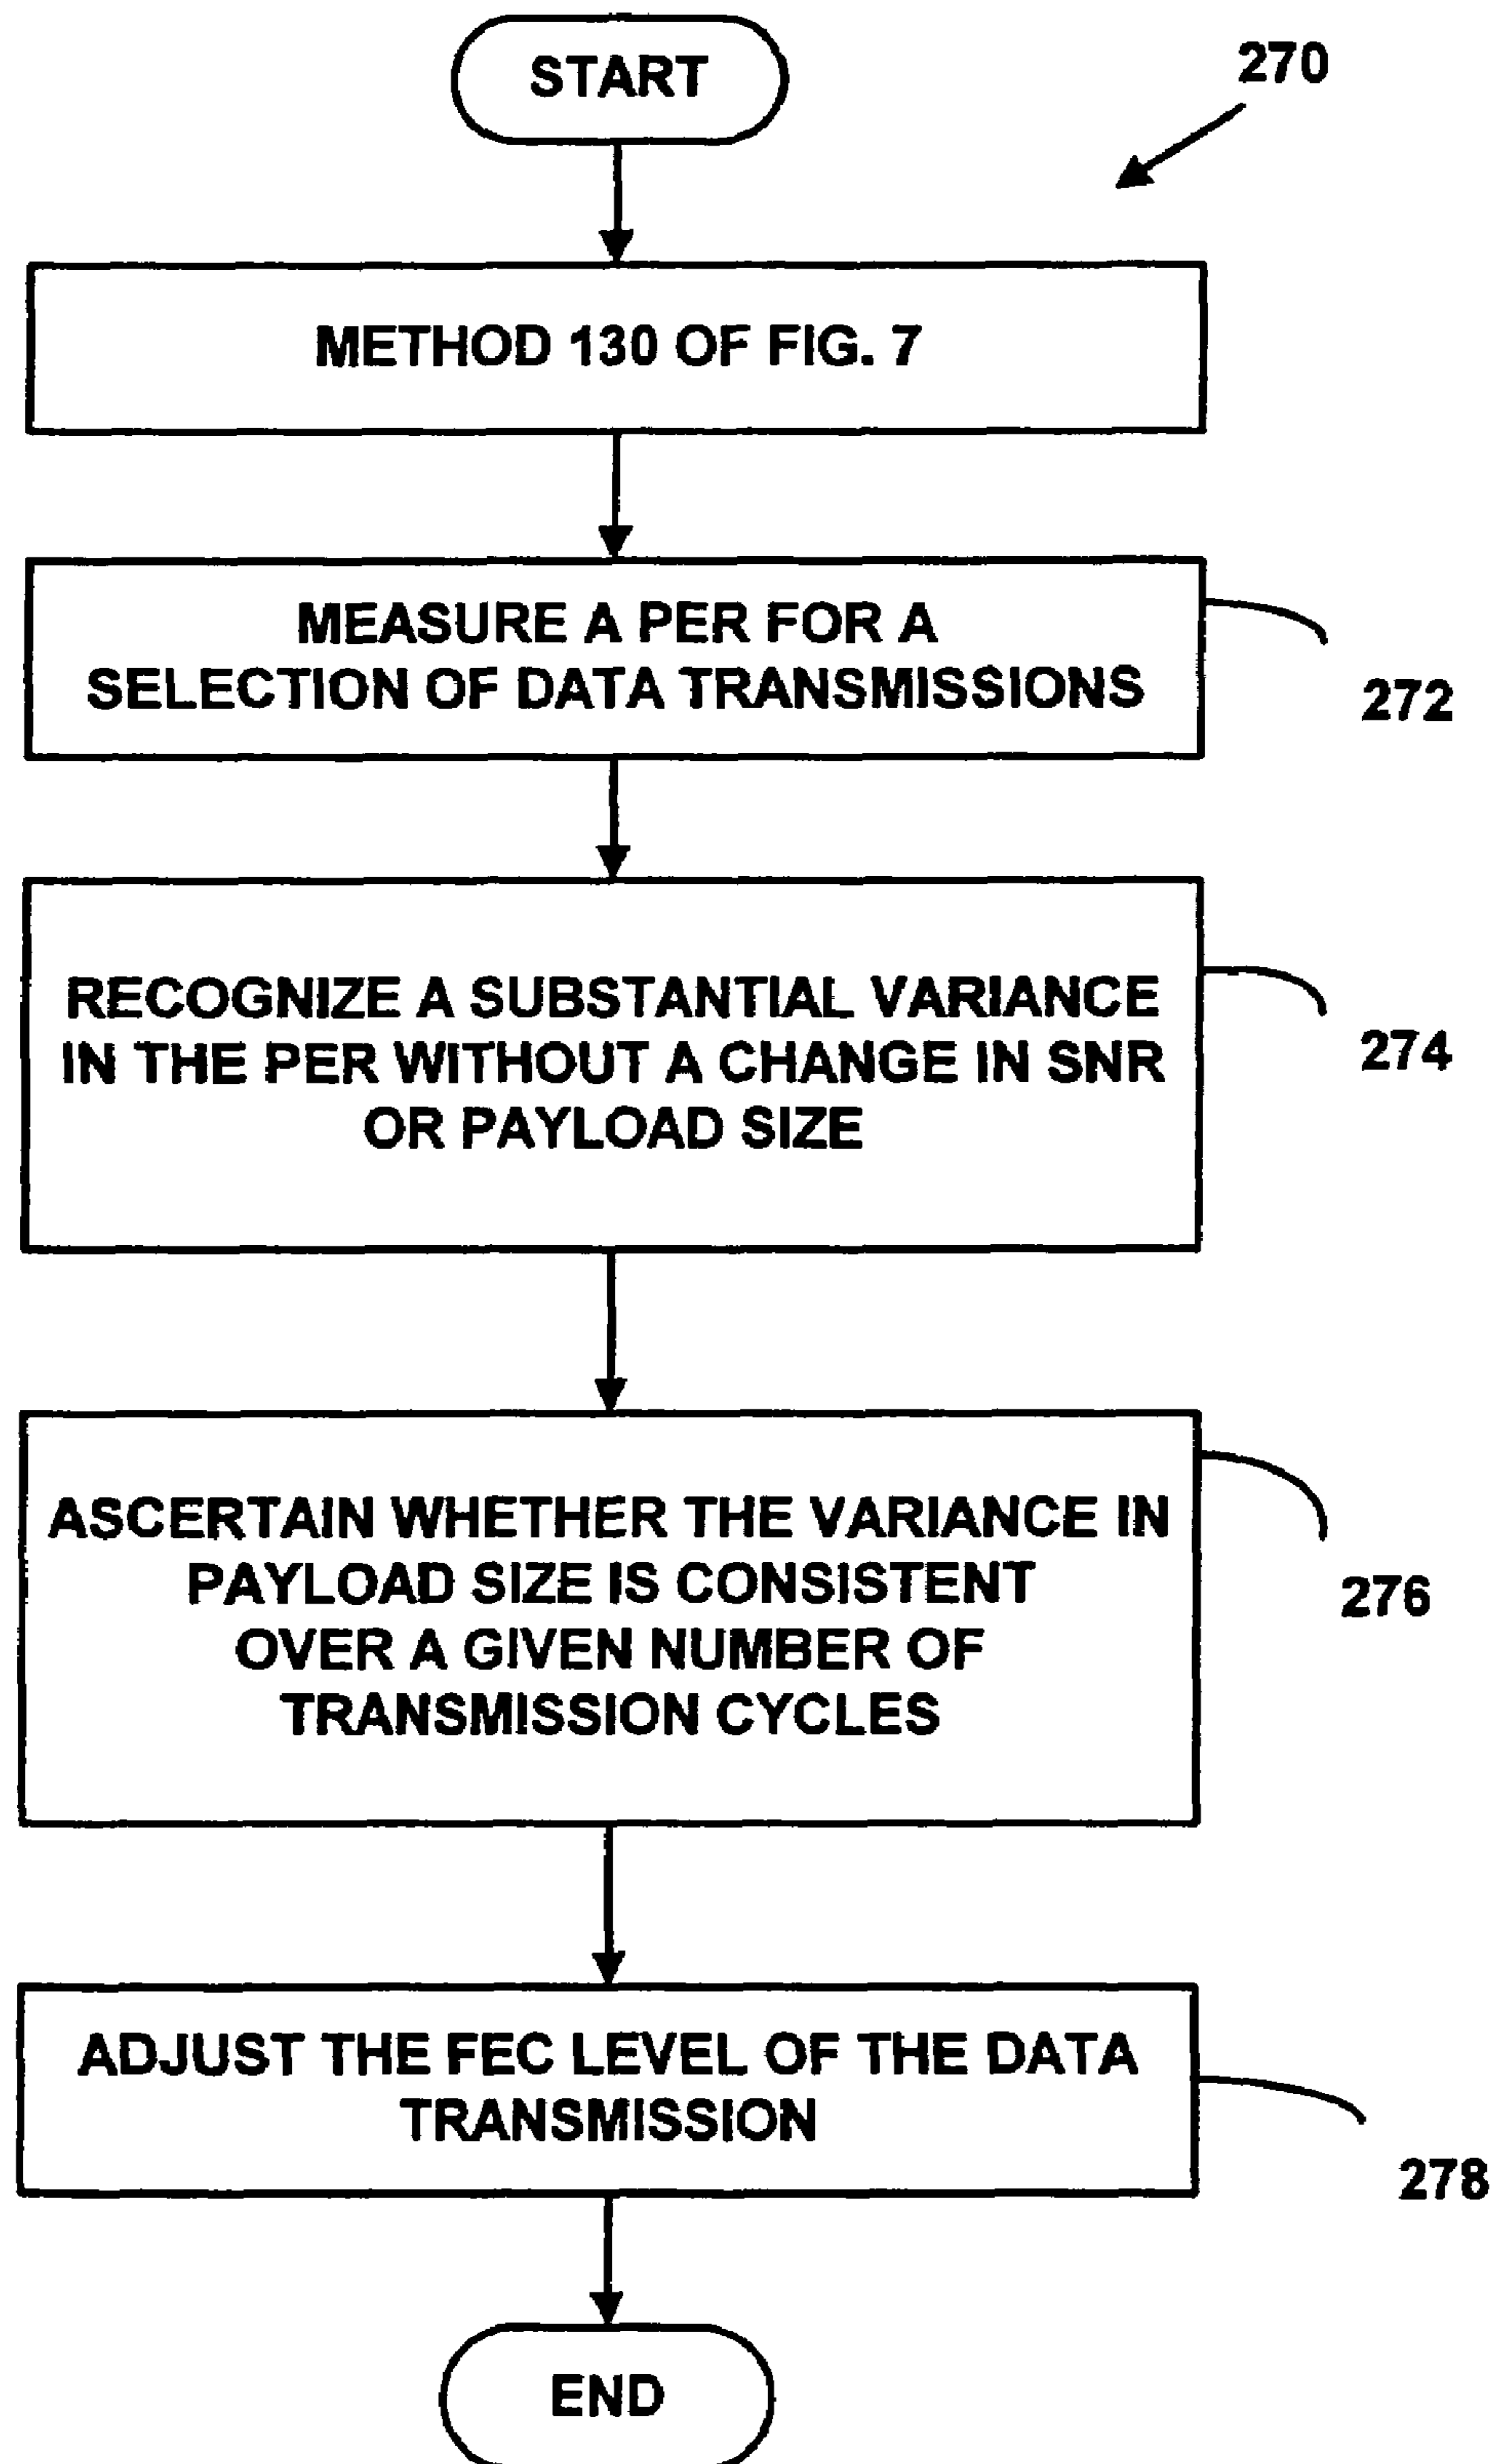 START
270
METHOD 130 OF FIG. 7
MEASURE A PER FOR A
SELECTION OF DATA TRANSMISSIONS
272
RECOGNIZE A SUBSTANTIAL VARIANCE
IN THE PER WITHOUT A CHANGE IN SNR
OR PAYLOAD SIZE
274
ASCERTAIN WHETHER THE VARIANCE IN
PAYLOAD SIZE IS CONSISTENT
OVER A GIVEN NUMBER OF
TRANSMISSION CYCLES
276
ADJUST THE FEC LEVEL OF THE DATA
TRANSMISSION
278
END